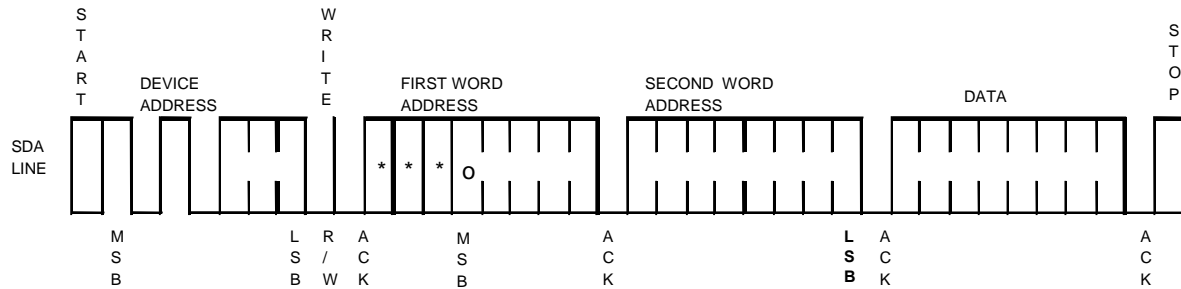 START
WRITE
STOP
DEVICE
ADDRESS
FIRST WORD
ADDRESS
SECOND WORD
ADDRESS
DATA
SDA
LINE
* * * O
MSB
LSB
R/W
ACK
MSB
ACK
LSB
ACK
ACK